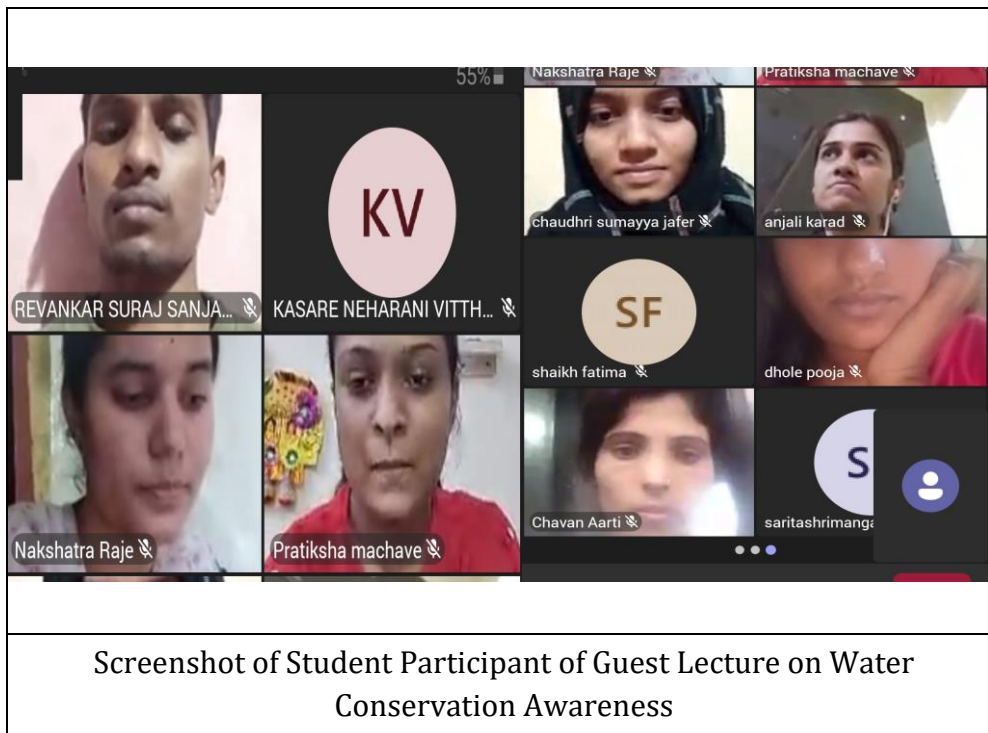 55%
REVANKAR SURAJ SANJA...
KV
KASARE NEHARANI VITTH...
Nakshatra Raje
Pratiksha machave
Nakshatra Raje
Pratiksha machave
chaudhri sumayya jafer
anjali karad
SF
shaikh fatima
dhole pooja
Chavan Aarti
S
saritashrimanga
Screenshot of Student Participant of Guest Lecture on Water
Conservation Awareness